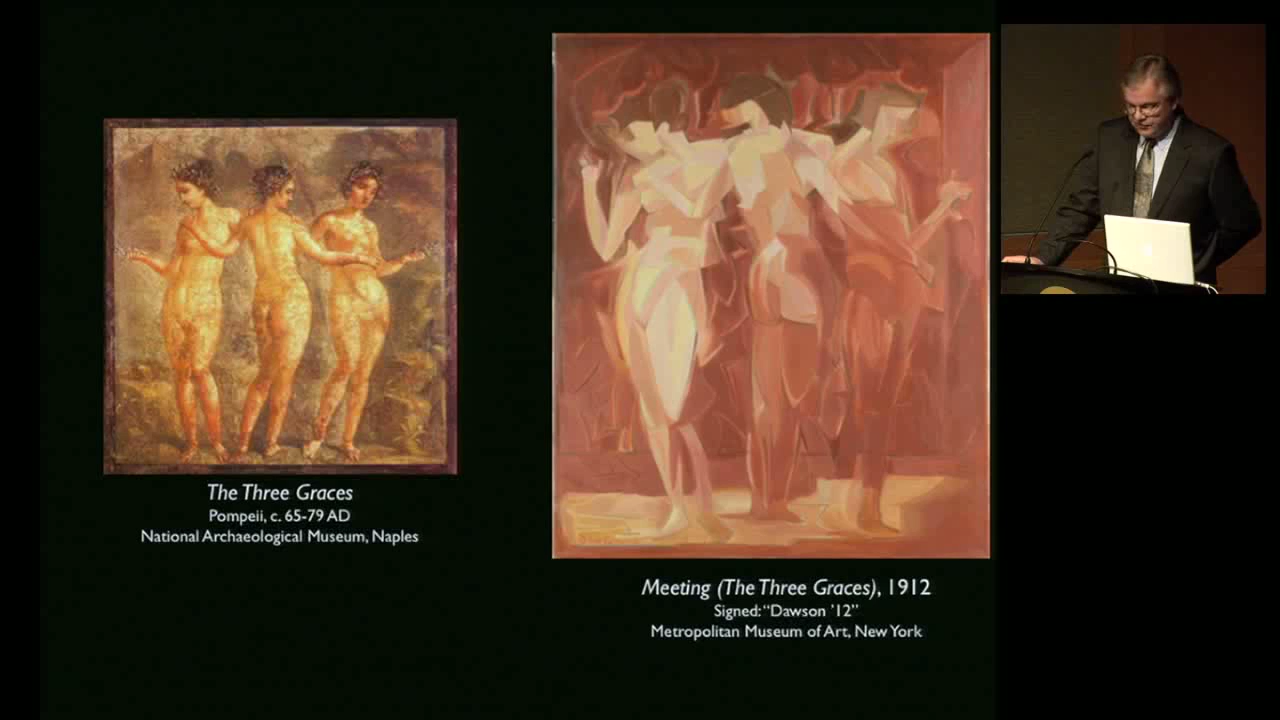 The Three Graces
Pompeii, c. 65-79 AD
National Archaeological Museum, Naples
Meeting (The Three Graces), 1912
Signed: “Dawson ’12”
Metropolitan Museum of Art, New York